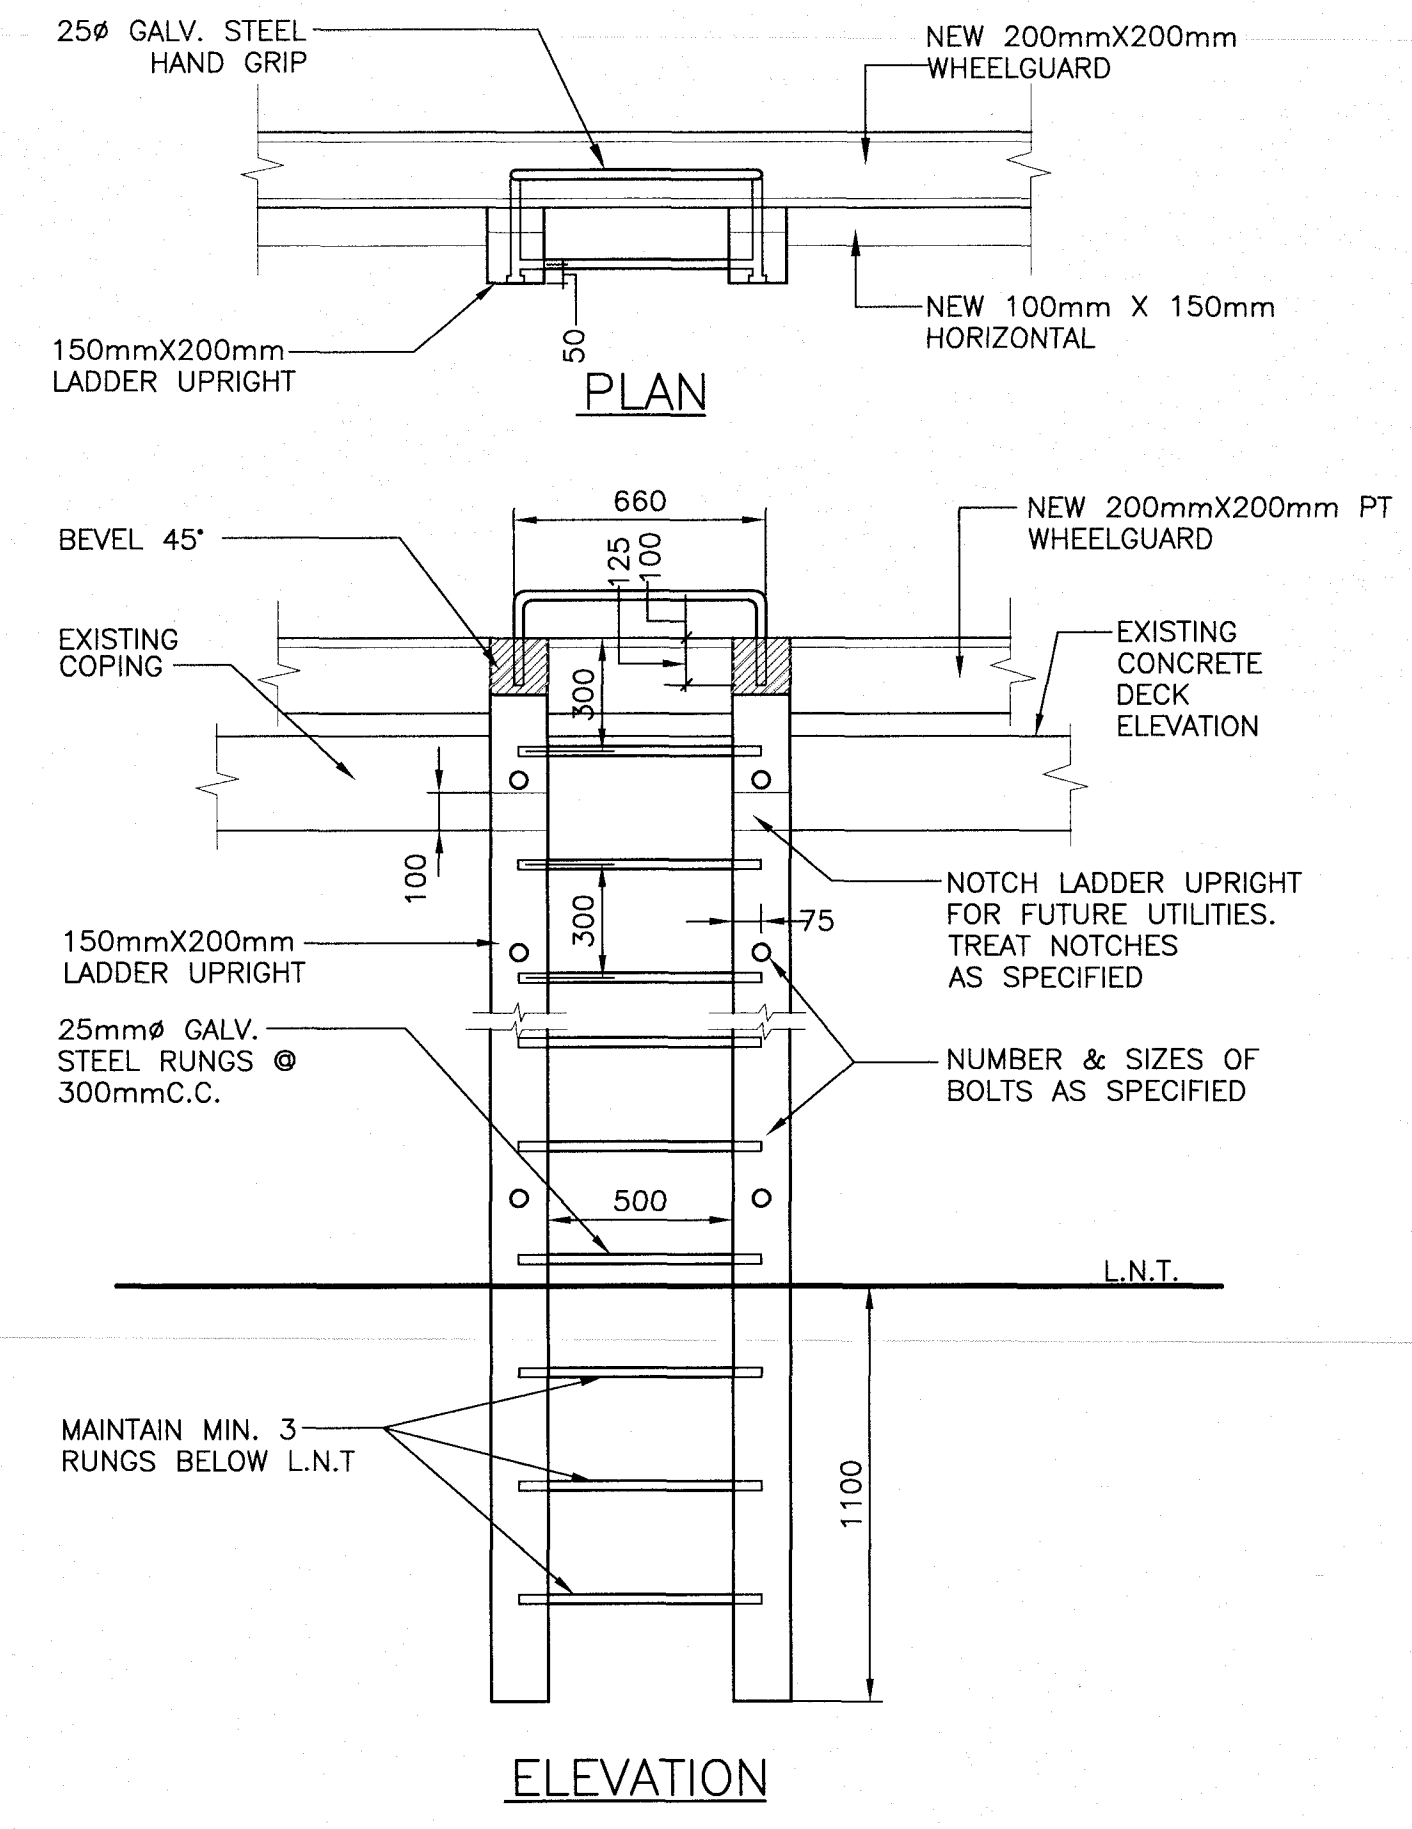 25ø GALV. STEEL
HAND GRIP
NEW 200mmX200mm
WHEELGUARD
NEW 100mm X 150mm
HORIZONTAL
150mmX200mm
LADDER UPRIGHT
50
PLAN
660
125
100
BEVEL 45°
NEW 200mmX200mm PT
WHEELGUARD
EXISTING
COPING
EXISTING
CONCRETE
DECK
ELEVATION
300
100
NOTCH LADDER UPRIGHT
FOR FUTURE UTILITIES.
TREAT NOTCHES
AS SPECIFIED
300
75
150mmX200mm
LADDER UPRIGHT
25mmø GALV.
STEEL RUNGS @
300mmC.C.
NUMBER & SIZES OF
BOLTS AS SPECIFIED
500
L.N.T.
MAINTAIN MIN. 3
RUNGS BELOW L.N.T
1100
ELEVATION